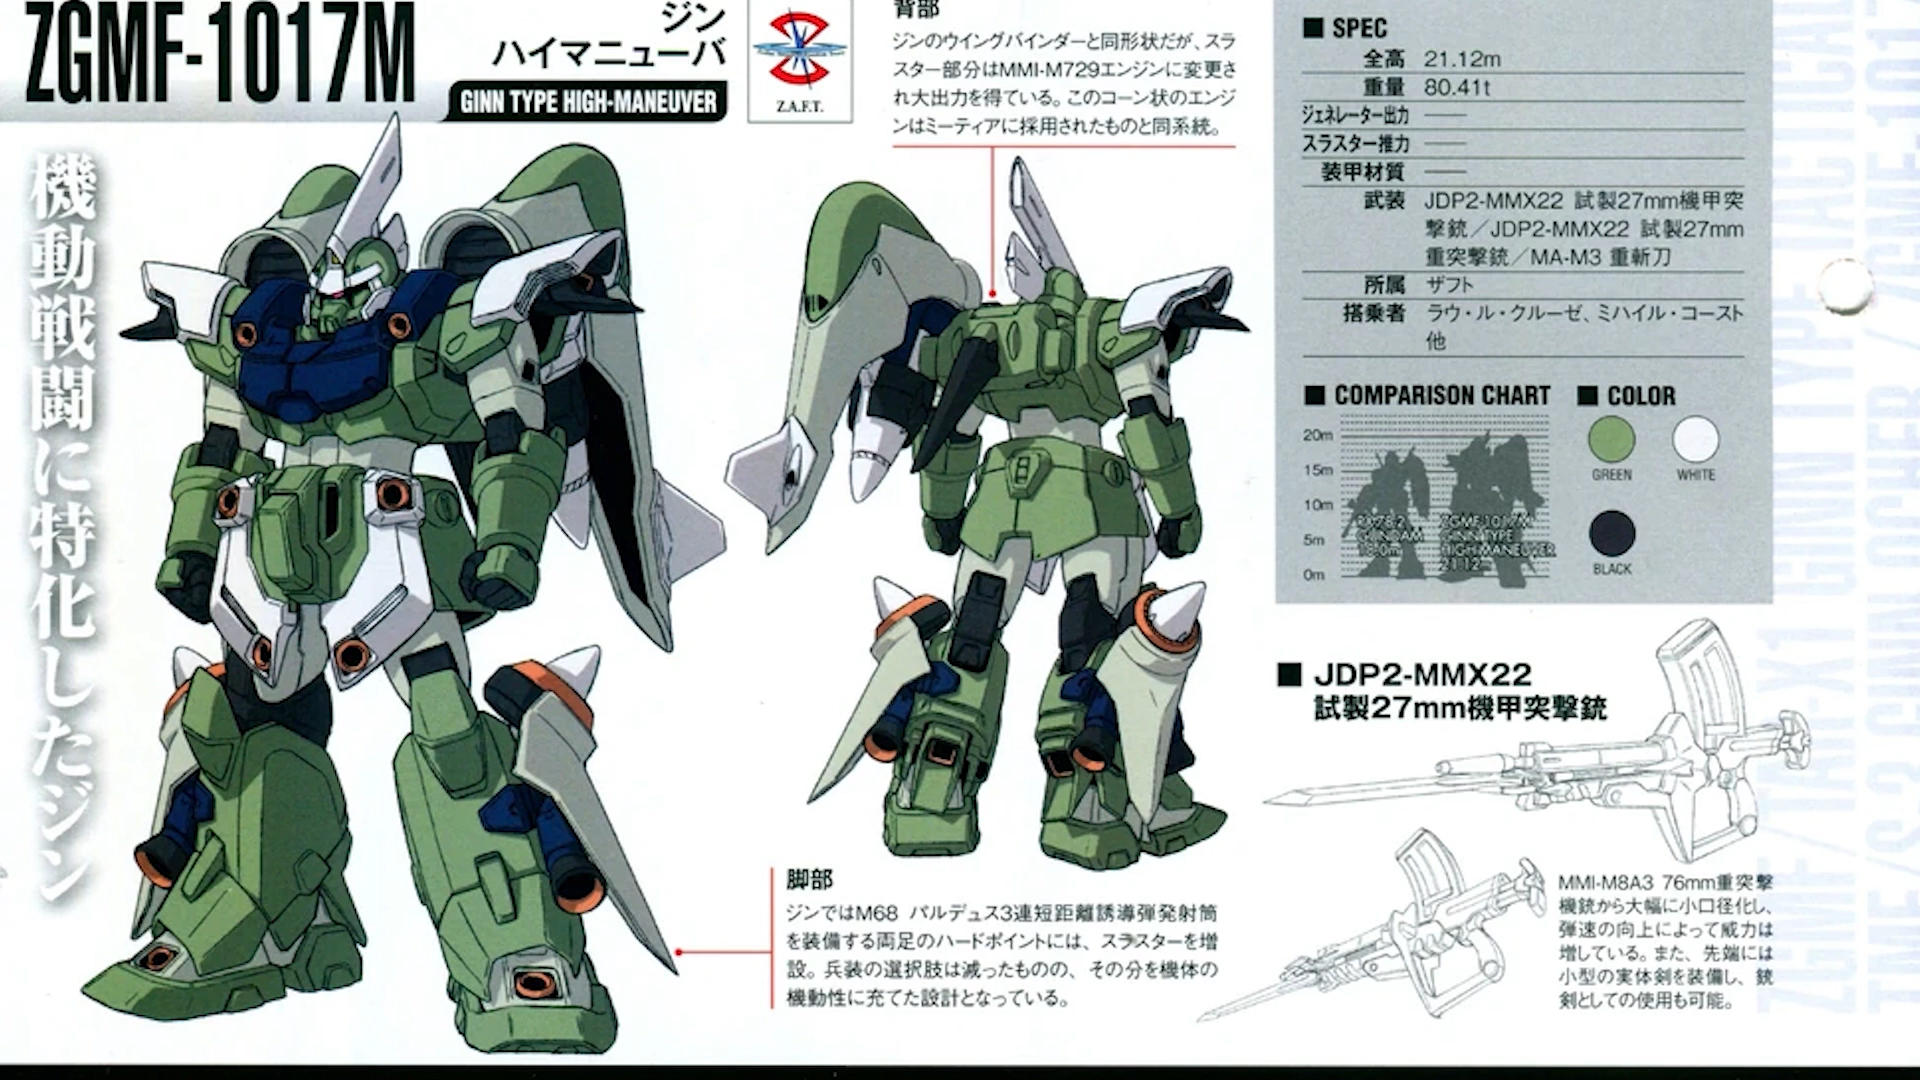 ZGMF-1017M
ジン
ハイマニューバ
GINN TYPE HIGH-MANEUVER
Z.A.F.T.
機動戦闘に特化したジン
背部
ジンのウイングバインダーと同形状だが、スラ
スター部分はMMI-M729エンジンに変更さ
れ大出力を得ている。このコーン状のエンジ
ンはミーティアに採用されたものと同系統。
■ SPEC
全高 21.12m
重量 80.41t
ジェネレーター出力 ——
スラスター推力 ——
装甲材質 ——
武装 JDP2-MMX22 試製27mm機甲突
撃銃／JDP2-MMX22 試製27mm
重突撃銃／MA-M3 重斬刀
所属 ザフト
搭乗者 ラウ・ル・クルーゼ、ミハイル・コースト
他
■ COMPARISON CHART
20m
15m
10m
5m
0m
RX-78-2
GUNDAM
18.0m
ZGMF-1017M
GINN TYPE
HIGH-MANEUVER
21.12
■ COLOR
GREEN
WHITE
BLACK
■ JDP2-MMX22
試製27mm機甲突撃銃
MMI-M8A3 76mm重突撃
機銃から大幅に小口径化し、
弾速の向上によって威力は
増している。また、先端には
小型の実体剣を装備し、銃
剣としての使用も可能。
脚部
ジンではM68 パルデュス3連短距離誘導弾発射筒
を装備する両足のハードポイントには、スラスターを増
設。兵装の選択肢は減ったものの、その分を機体の
機動性に充てた設計となっている。